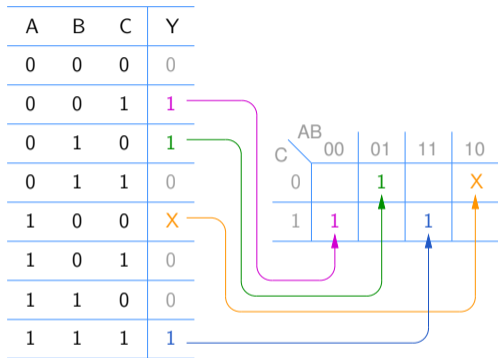 A B C Y
0 0 0 0
0 0 1 1
0 1 0 1
0 1 1 0
1 0 0 X
1 0 1 0
1 1 0 0
1 1 1 1
AB
C 00 01 11 10
0 1 X
1 1 1